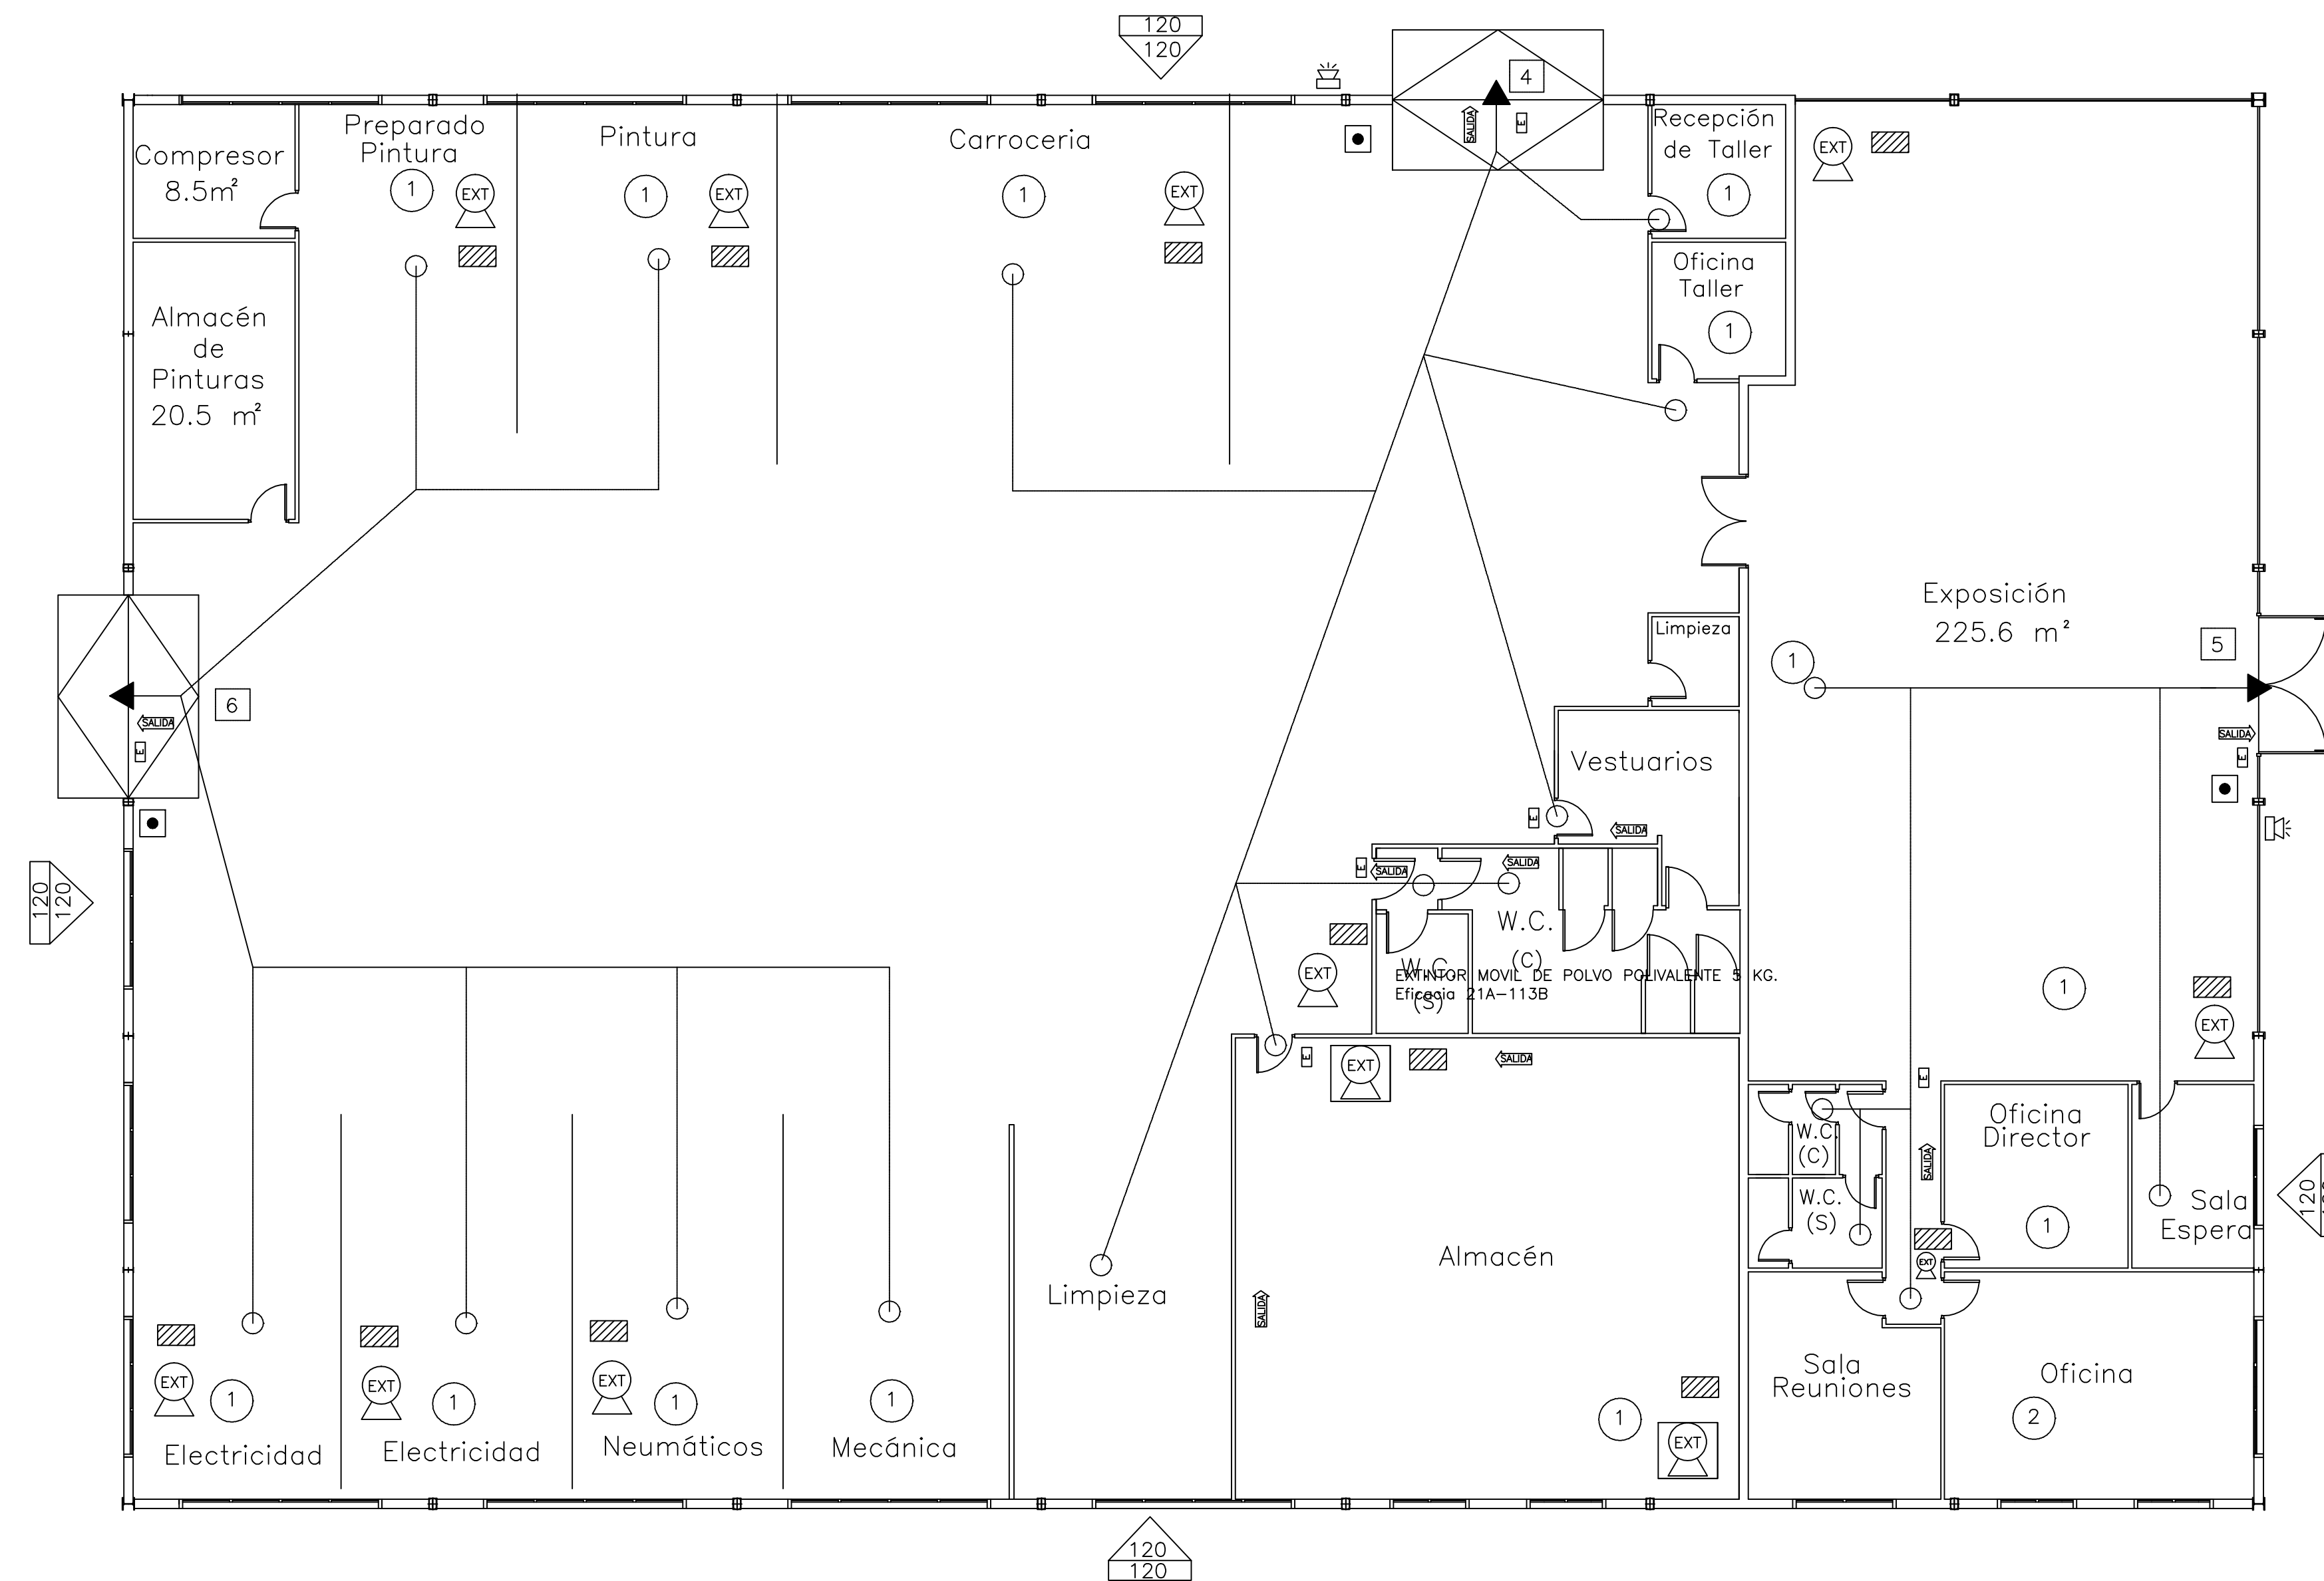 120
120
4
SALIDA
E
Preparado
Pintura
Pintura
Carroceria
Recepción
de Taller
Compresor
8.5m²
1
EXT
1
EXT
1
EXT
1
EXT
Oficina
Taller
1
Almacén
de
Pinturas
20.5 m²
Exposición
225.6 m²
Limpieza
5
1
6
SALIDA
E
SALIDA
E
Vestuarios
E
SALIDA
E
SALIDA
SALIDA
120
120
W.C.
(C)
EXT
W.C.
(S)
EXTINTOR MOVIL DE POLVO POLIVALENTE 5 KG.
Eficacia 21A-113B
1
EXT
E
EXT
SALIDA
E
Oficina
Director
W.C.
(C)
SALIDA
W.C.
(S)
1
Sala
Espera
120
Almacén
EXT
Limpieza
SALIDA
Sala
Reuniones
Oficina
EXT
1
EXT
1
EXT
1
1
1
2
EXT
Electricidad
Electricidad
Neumáticos
Mecánica
120
120